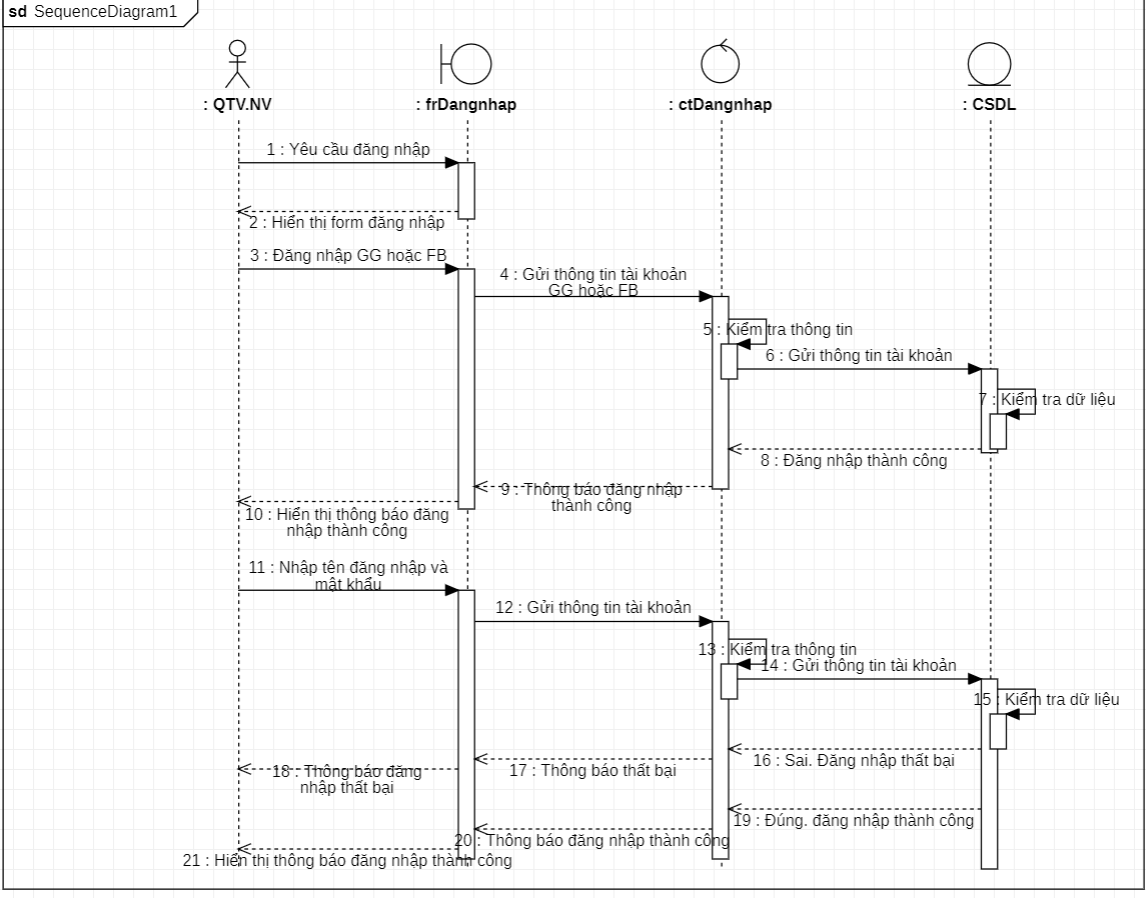 sd SequenceDiagram1
: QTV.NV
: frDangnhap
: ctDangnhap
: CSDL
1 : Yêu cầu đăng nhập
2 : Hiển thị form đăng nhập
3 : Đăng nhập GG hoặc FB
4 : Gửi thông tin tài khoản
GG hoặc FB
5 : Kiểm tra thông tin
6 : Gửi thông tin tài khoản
7 : Kiểm tra dữ liệu
8 : Đăng nhập thành công
9 : Thông báo đăng nhập
thành công
10 : Hiển thị thông báo đăng
nhập thành công
11 : Nhập tên đăng nhập và
mật khẩu
12 : Gửi thông tin tài khoản
13 : Kiểm tra thông tin
14 : Gửi thông tin tài khoản
15 : Kiểm tra dữ liệu
16 : Sai. Đăng nhập thất bại
17 : Thông báo thất bại
18 : Thông báo đăng
nhập thất bại
19 : Đúng. đăng nhập thành công
20 : Thông báo đăng nhập thành công
21 : Hiển thị thông báo đăng nhập thành công